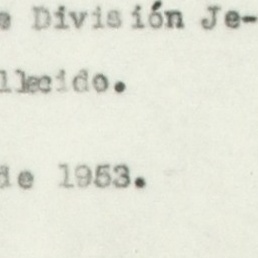 e División Je-
llecido.
de 1953.